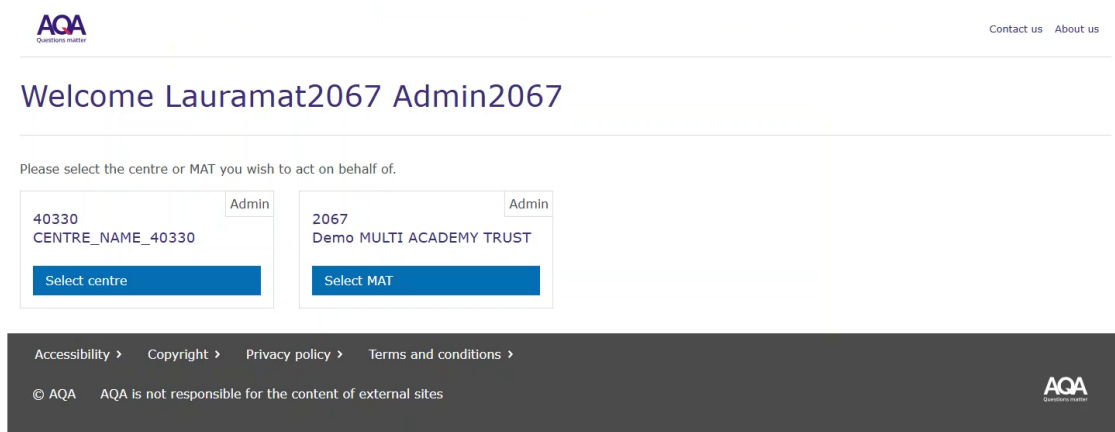 AQA
Questions matter
Contact us About us
Welcome Lauramat2067 Admin2067
Please select the centre or MAT you wish to act on behalf of.
Admin
40330
CENTRE_NAME_40330
Select centre
Admin
2067
Demo MULTI ACADEMY TRUST
Select MAT
Accessibility › Copyright › Privacy policy › Terms and conditions ›
© AQA AQA is not responsible for the content of external sites
AQA
Questions matter